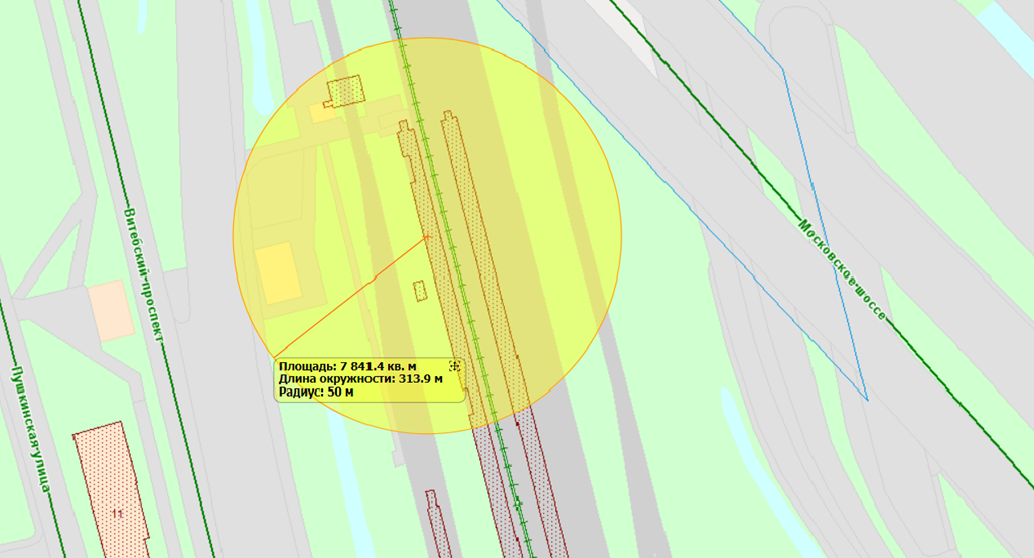 Витебский проспект
Московское шоссе
Площадь: 7 841.4 кв. м
Длина окружности: 313.9 м
Радиус: 50 м
Пушкинская улица
11